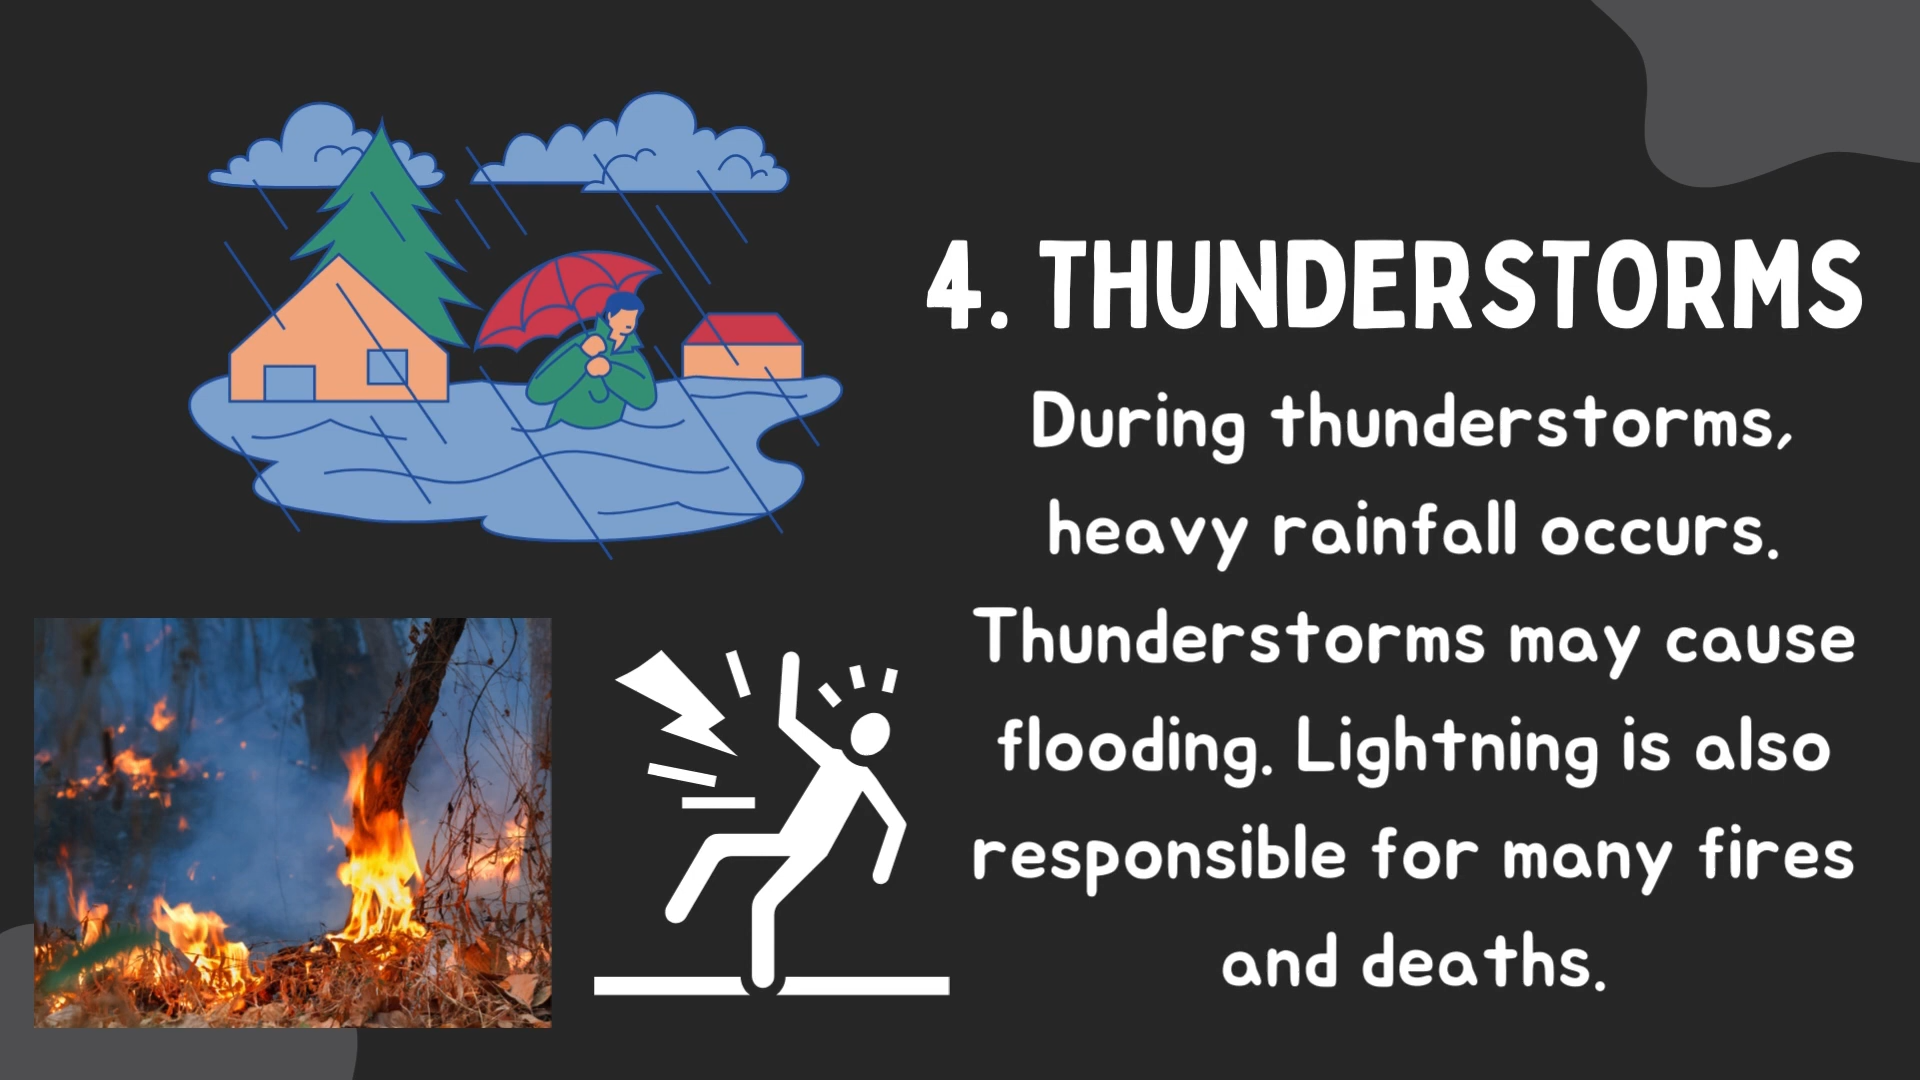 4. THUNDERSTORMS
During thunderstorms,
heavy rainfall occurs.
Thunderstorms may cause
flooding. Lightning is also
responsible for many fires
and deaths.